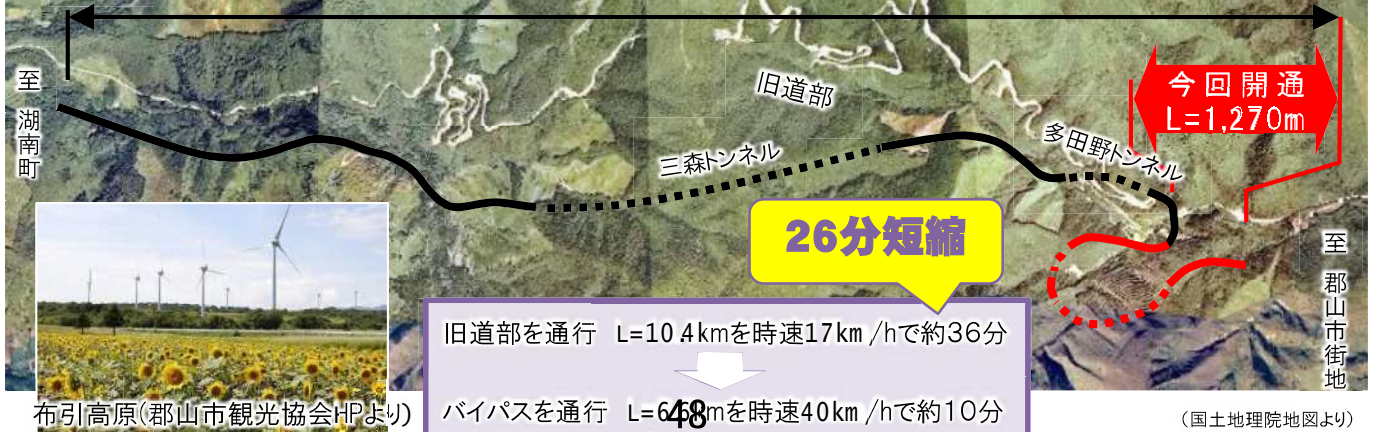 至 湖南町
旧道部
今回開通
L=1,270m
三森トンネル
多田野トンネル
26分短縮
至 郡山市街地
旧道部を通行 L=10.4kmを時速17km/hで約36分
バイパスを通行 L=6.6kmを時速40km/hで約10分
48
布引高原(郡山市観光協会HPより)
(国土地理院地図より)